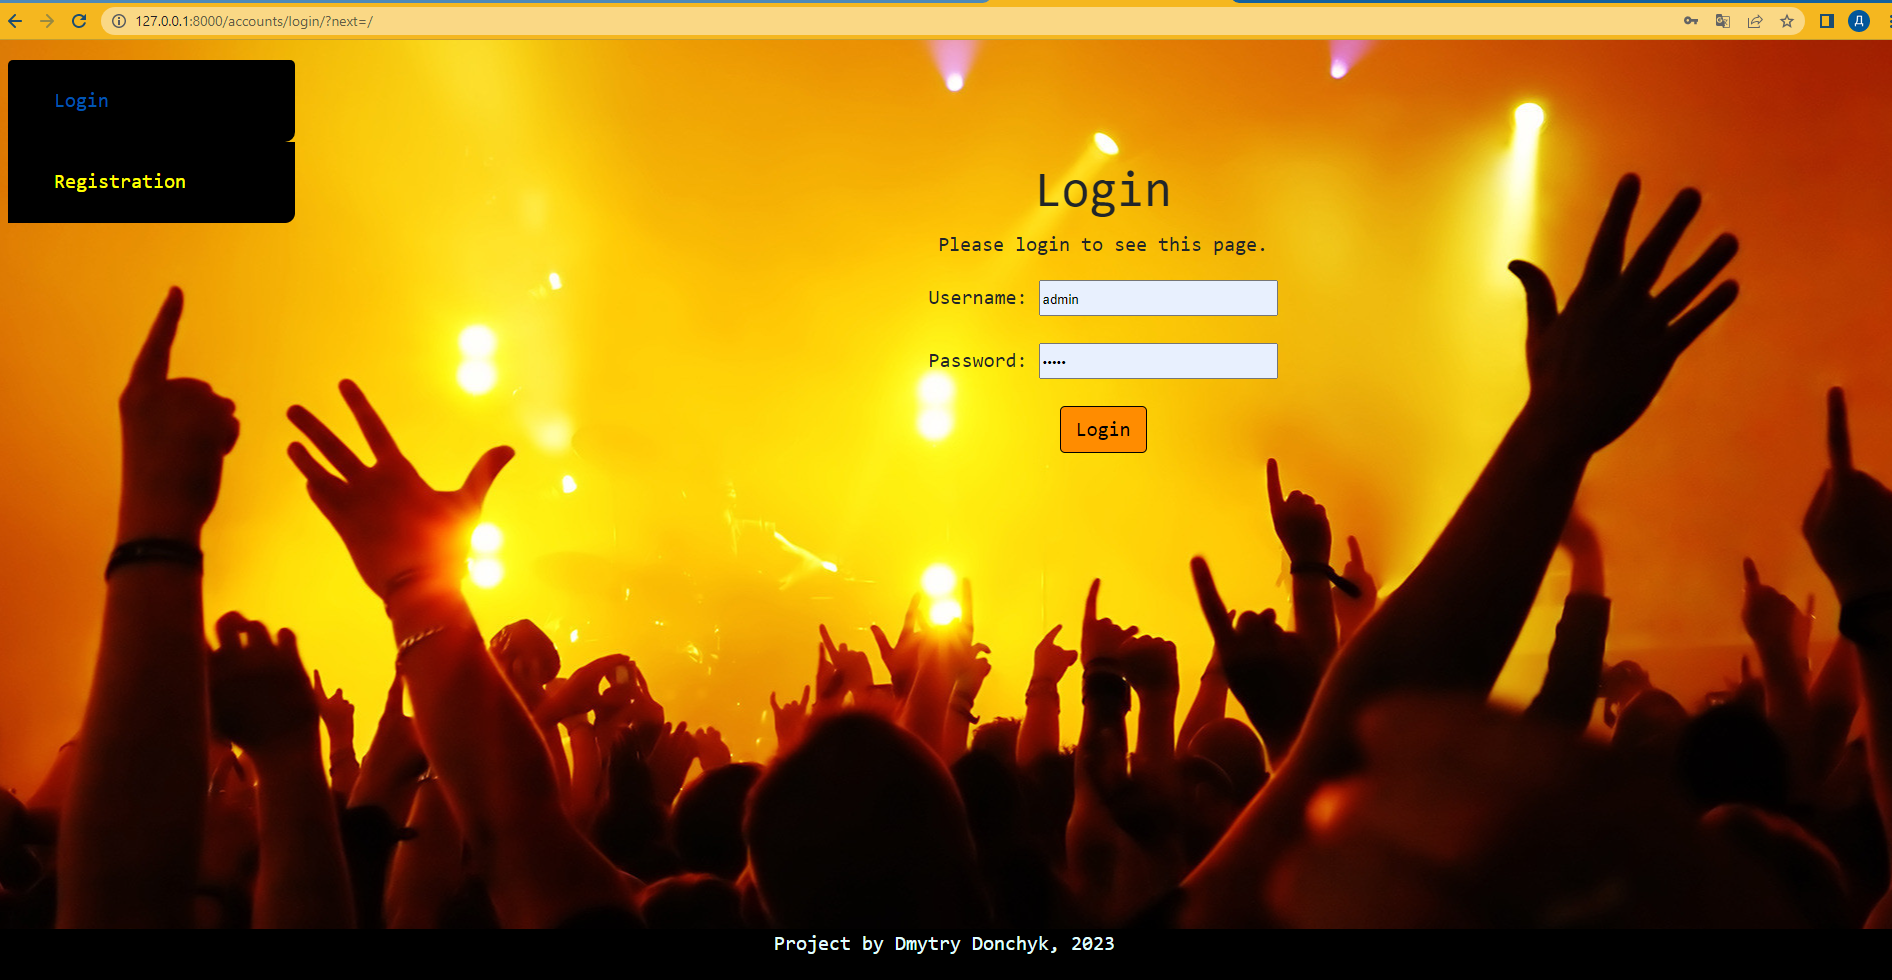 127.0.0.1:8000/accounts/login/?next=/
Д
Login
Registration
Login
Please login to see this page.
Username: admin
Password: •••••
Login
Project by Dmytry Donchyk, 2023